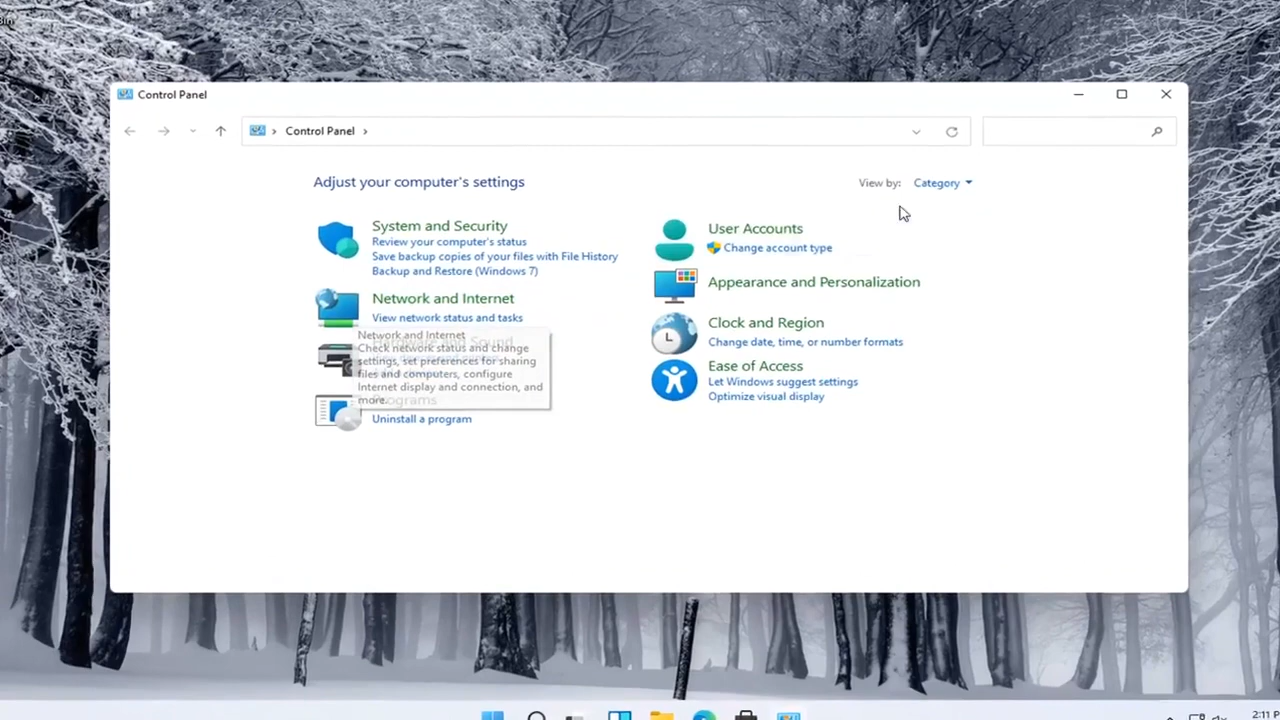 Control Panel
Control Panel
Adjust your computer's settings
View by: Category
System and Security
Review your computer's status
Save backup copies of your files with File History
Backup and Restore (Windows 7)
Network and Internet
View network status and tasks
Network and Internet
Check network status and change
settings, set preferences for sharing
files and computers, configure
Internet display and connection, and
more.
Programs
Uninstall a program
User Accounts
Change account type
Appearance and Personalization
Clock and Region
Change date, time, or number formats
Ease of Access
Let Windows suggest settings
Optimize visual display
2:11 P